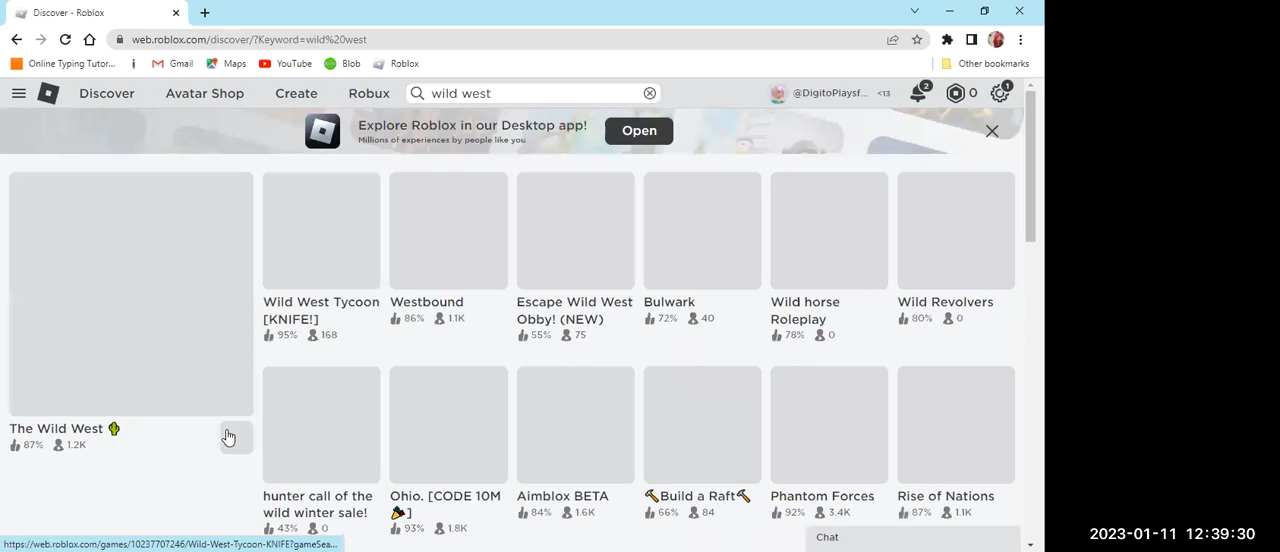 Discover - Roblox
web.roblox.com/discover/?Keyword=wild%20west
Online Typing Tutor...
Gmail
Maps
YouTube
Blob
Roblox
Other bookmarks
Discover
Avatar Shop
Create
Robux
wild west
@DigitoPlaysf...
<13
2
0
1
Explore Roblox in our Desktop app!
Millions of experiences by people like you
Open
The Wild West 🌵
87% 1.2K
Wild West Tycoon
[KNIFE!]
95% 168
Westbound
86% 1.1K
Escape Wild West
Obby! (NEW)
55% 75
Bulwark
72% 40
Wild horse
Roleplay
78% 0
Wild Revolvers
80% 0
hunter call of the
wild winter sale!
43% 0
Ohio. [CODE 10M
🎉]
93% 1.8K
Aimblox BETA
84% 1.6K
🔨Build a Raft🔨
66% 84
Phantom Forces
92% 3.4K
Rise of Nations
87% 1.1K
Chat
https://web.roblox.com/games/10237707246/Wild-West-Tycoon-KNIFE?gameSea...
2023-01-11 12:39:30